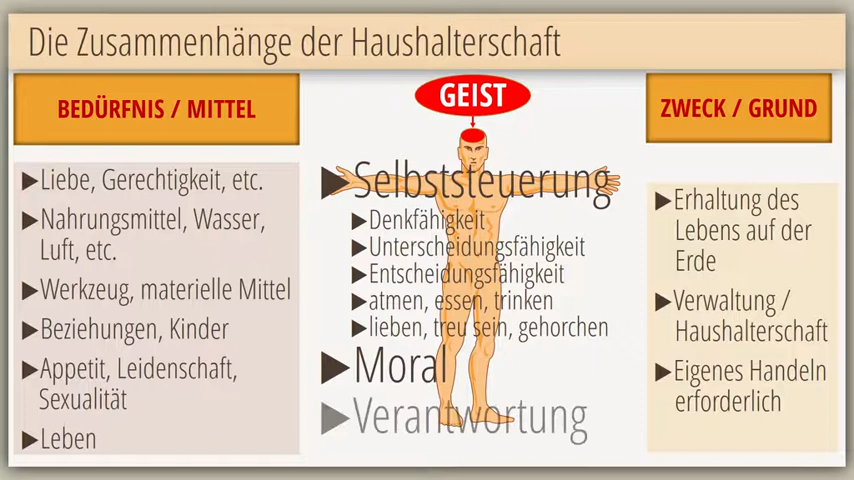 Die Zusammenhänge der Haushalterschaft
BEDÜRFNIS / MITTEL
▶Liebe, Gerechtigkeit, etc.
▶Nahrungsmittel, Wasser,
Luft, etc.
▶Werkzeug, materielle Mittel
▶Beziehungen, Kinder
▶Appetit, Leidenschaft,
Sexualität
▶Leben
GEIST
▶Selbststeuerung
▶Denkfähigkeit
▶Unterscheidungsfähigkeit
▶Entscheidungsfähigkeit
▶atmen, essen, trinken
▶lieben, treu sein, gehorchen
▶Moral
▶Verantwortung
ZWECK / GRUND
▶Erhaltung des
Lebens auf der
Erde
▶Verwaltung /
Haushalterschaft
▶Eigenes Handeln
erforderlich